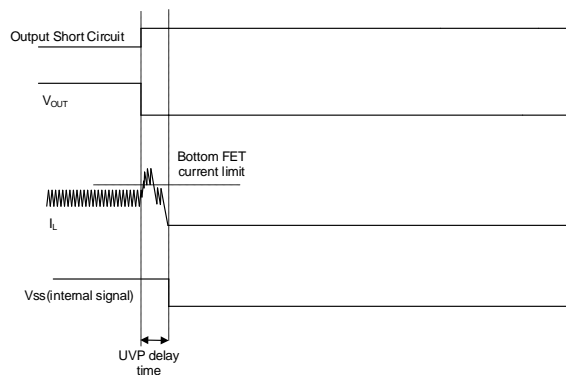 Output Short Circuit
VOUT
Bottom FET
current limit
IL
Vss(internal signal)
UVP delay
time